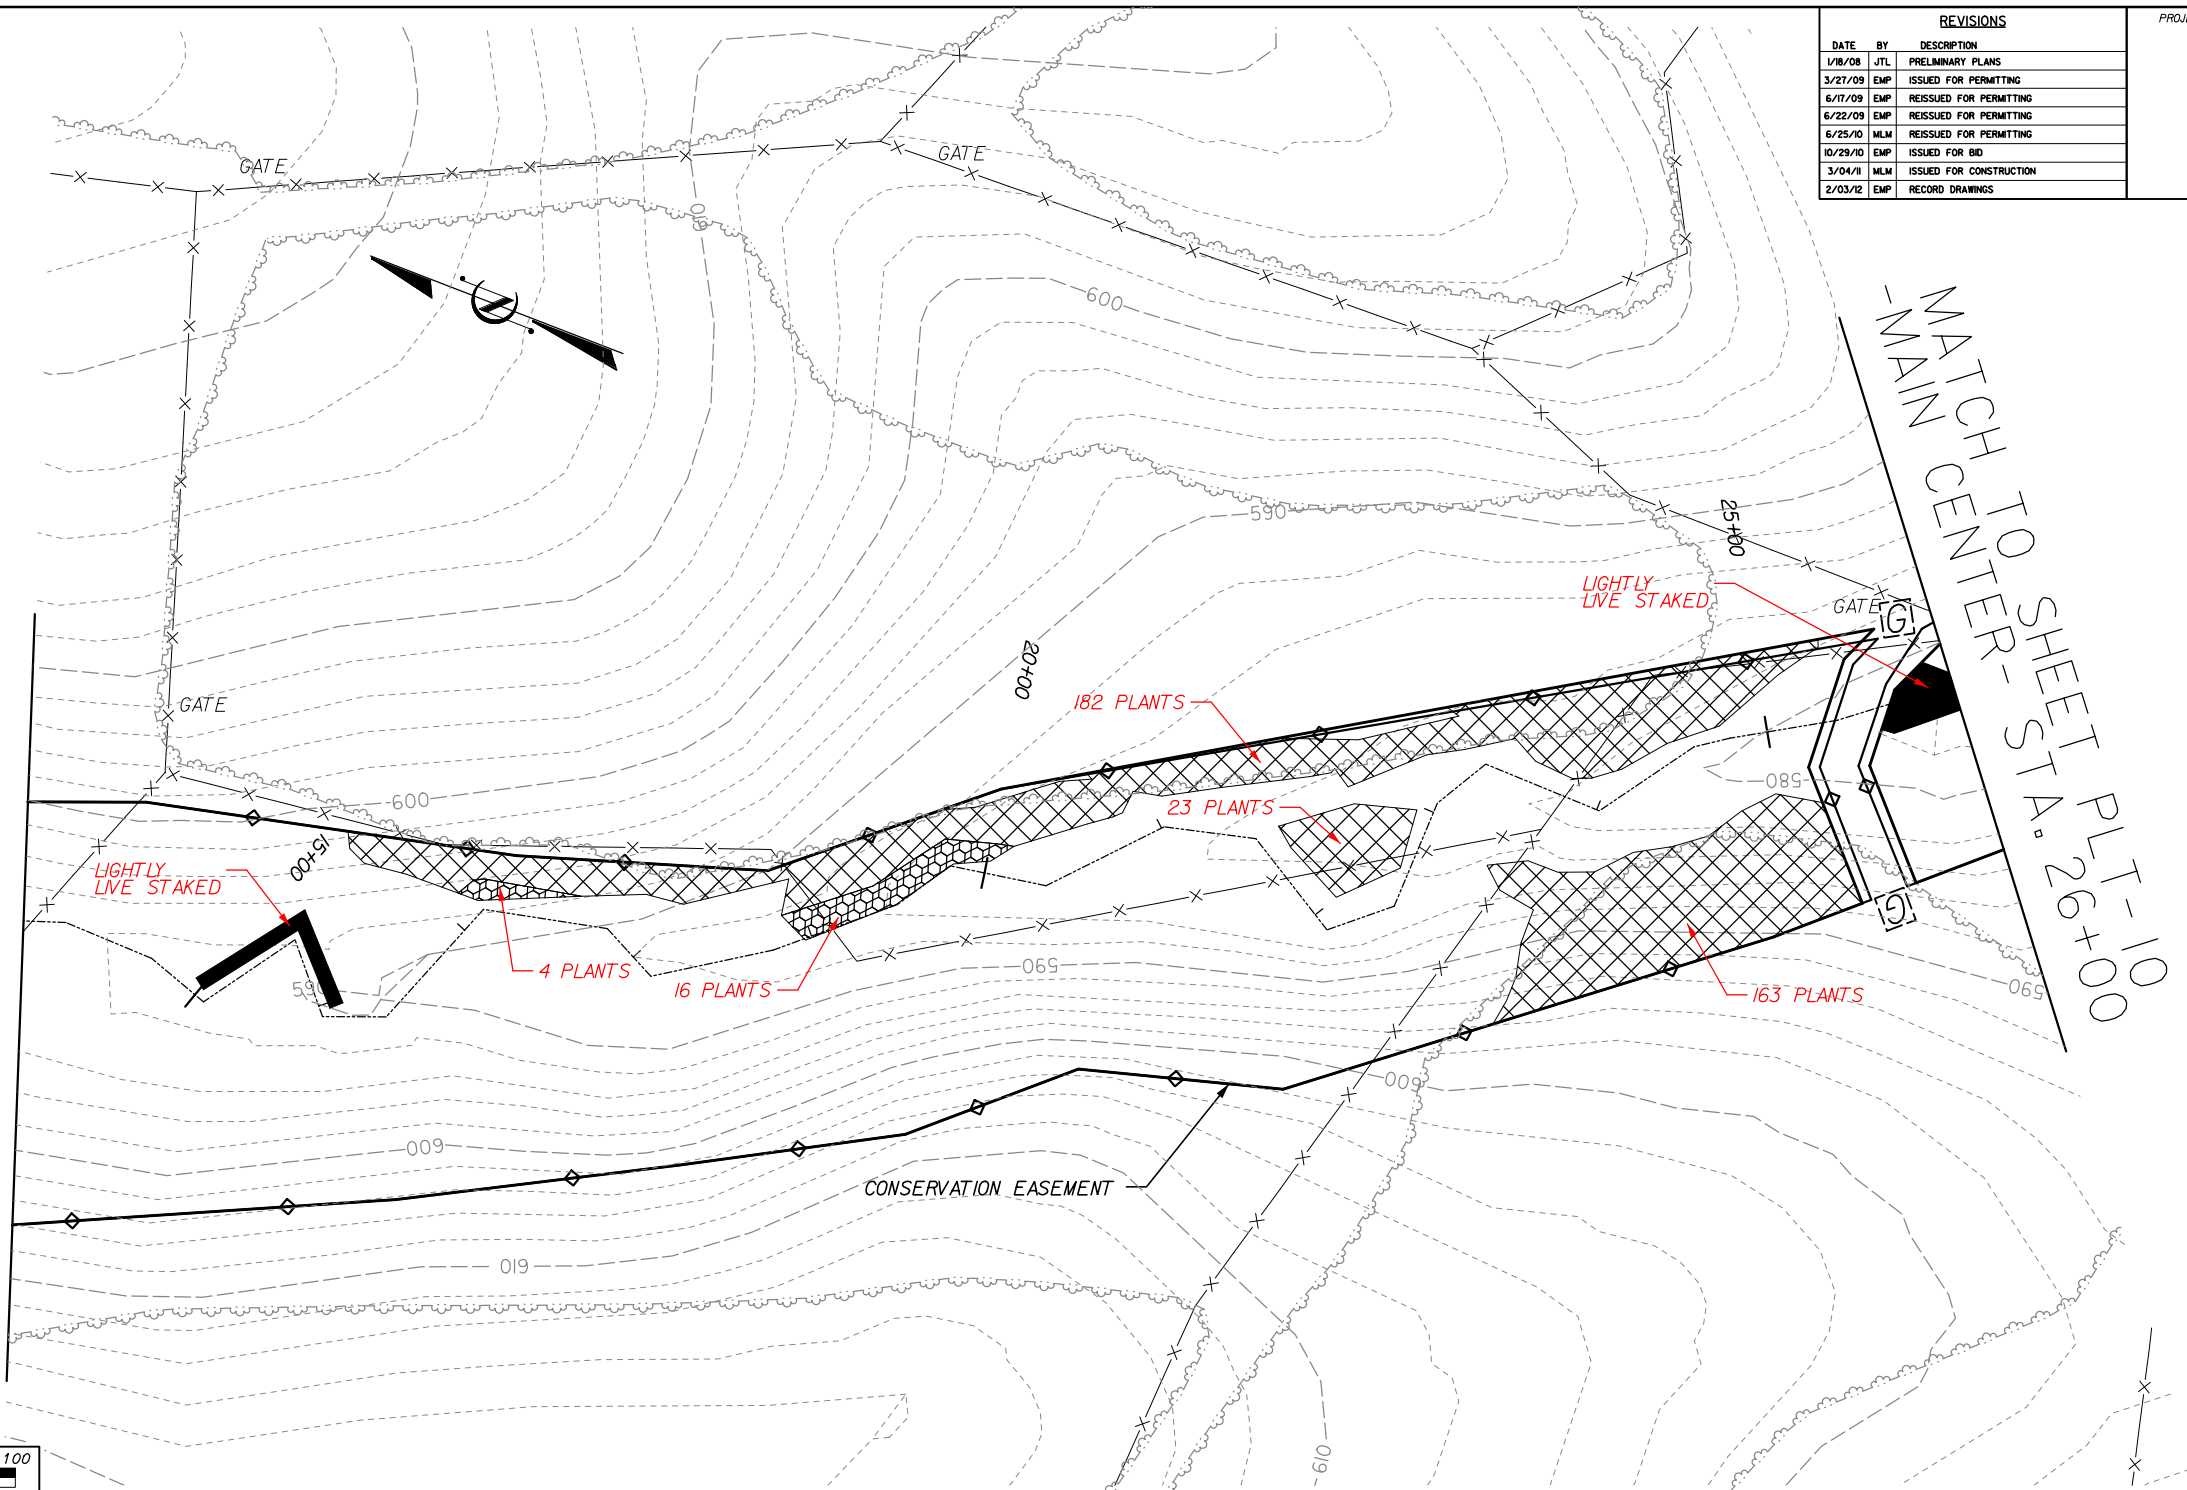 REVISIONS
DATE BY DESCRIPTION
1/18/08 JTL PRELIMINARY PLANS
3/27/09 EMP ISSUED FOR PERMITTING
6/17/09 EMP REISSUED FOR PERMITTING
6/22/09 EMP REISSUED FOR PERMITTING
6/25/10 MLM REISSUED FOR PERMITTING
10/29/10 EMP ISSUED FOR BID
3/04/11 MLM ISSUED FOR CONSTRUCTION
2/03/12 EMP RECORD DRAWINGS
GATE
GATE
610
600
MATCH TO SHEET PLT-10
-MAIN CENTER- STA. 26+00
590
25+00
LIGHTLY
LIVE STAKED
GATE
G
20+00
182 PLANTS
GATE
580
600
23 PLANTS
15+00
LIGHTLY
LIVE STAKED
G
4 PLANTS
590
16 PLANTS
590
163 PLANTS
590
600
600
CONSERVATION EASEMENT
610
610
100